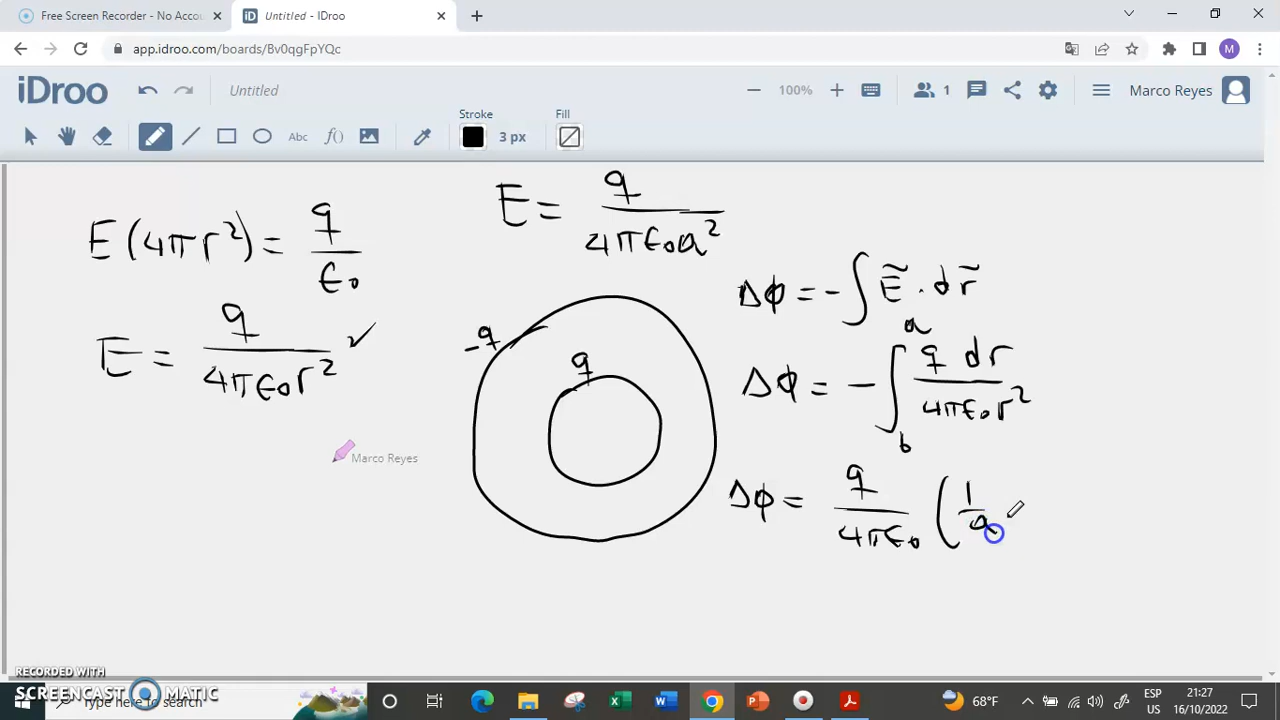 Free Screen Recorder - No Accou
Untitled - IDroo
app.idroo.com/boards/Bv0qgFpYQc
M
iDroo
Untitled
100%
1
Marco Reyes
Stroke
Fill
Abc
f()
3 px
E(4πr²) = q/ε₀
E = q/4πε₀r² ✓
E = q/4πε₀a²
-q
q
Δϕ = -∫ Ẽ · dr̃
Δϕ = -∫_b^a q dr/4πε₀r²
Δϕ = q/4πε₀ (1/a
Marco Reyes
RECORDED WITH
SCREENCAST MATIC
here to search
68°F
ESP
US
21:27
16/10/2022